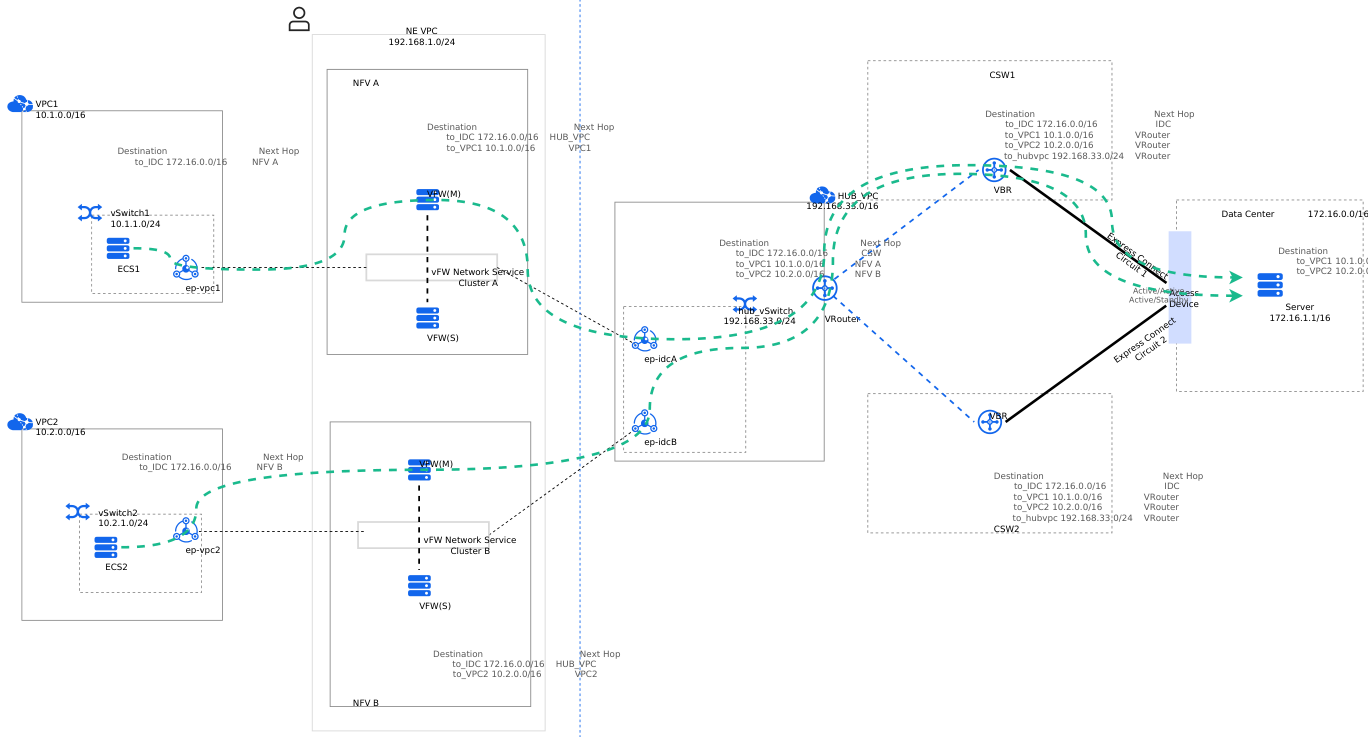 NE VPC
192.168.1.0/24
NFV A
VPC1
10.1.0.0/16
Destination Next Hop
to_IDC 172.16.0.0/16 NFV A
vSwitch1
10.1.1.0/24
ECS1
ep-vpc1
Destination Next Hop
to_IDC 172.16.0.0/16 HUB_VPC
to_VPC1 10.1.0.0/16 VPC1
VFW(M)
vFW Network Service
Cluster A
VFW(S)
VPC2
10.2.0.0/16
Destination Next Hop
to_IDC 172.16.0.0/16 NFV B
vSwitch2
10.2.1.0/24
ECS2
ep-vpc2
VFW(M)
vFW Network Service
Cluster B
VFW(S)
Destination Next Hop
to_IDC 172.16.0.0/16 HUB_VPC
to_VPC2 10.2.0.0/16 VPC2
NFV B
HUB_VPC
192.168.33.0/16
Destination Next Hop
to_IDC 172.16.0.0/16 CSW
to_VPC1 10.1.0.0/16 NFV A
to_VPC2 10.2.0.0/16 NFV B
hub_vSwitch
192.168.33.0/24
VRouter
ep-idcA
ep-idcB
CSW1
Destination Next Hop
to_IDC 172.16.0.0/16 IDC
to_VPC1 10.1.0.0/16 VRouter
to_VPC2 10.2.0.0/16 VRouter
to_hubvpc 192.168.33.0/24 VRouter
VBR
Express Connect
Circuit 1
Active/Active
Active/Standby
Access
Device
Express Connect
Circuit 2
VBR
Destination Next Hop
to_IDC 172.16.0.0/16 IDC
to_VPC1 10.1.0.0/16 VRouter
to_VPC2 10.2.0.0/16 VRouter
to_hubvpc 192.168.33.0/24 VRouter
CSW2
Data Center 172.16.0.0/16
Destination
to_VPC1 10.1.0.
to_VPC2 10.2.0.
Server
172.16.1.1/16